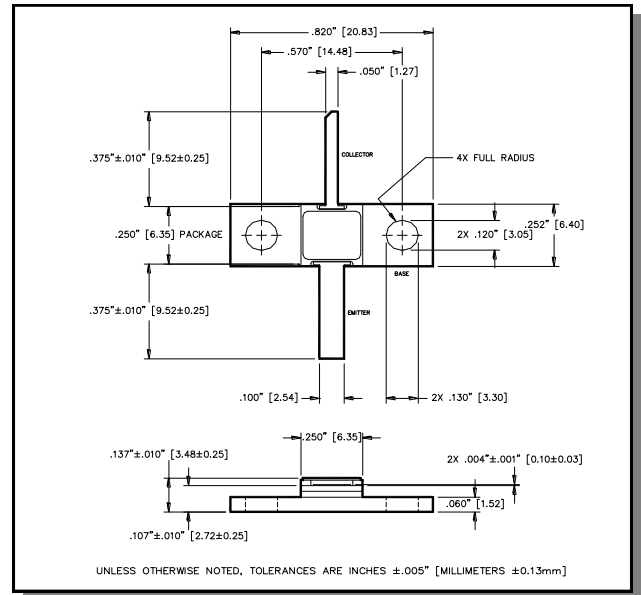 .820" [20.83]
.570" [14.48]
.050" [1.27]
.375"±.010" [9.52±0.25]
COLLECTOR
4X FULL RADIUS
.250" [6.35] PACKAGE
2X .120" [3.05]
.252" [6.40]
BASE
.375"±.010" [9.52±0.25]
EMITTER
.100" [2.54]
2X .130" [3.30]
.250" [6.35]
.137"±.010" [3.48±0.25]
2X .004"±.001" [0.10±0.03]
.060" [1.52]
.107"±.010" [2.72±0.25]
UNLESS OTHERWISE NOTED, TOLERANCES ARE INCHES ±.005" [MILLIMETERS ±0.13mm]